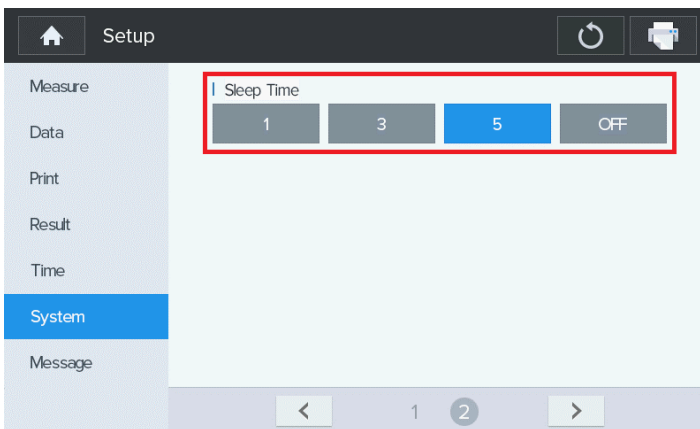 Setup
Measure
Data
Print
Result
Time
System
Message
Sleep Time
1 3 5 OFF
1 2